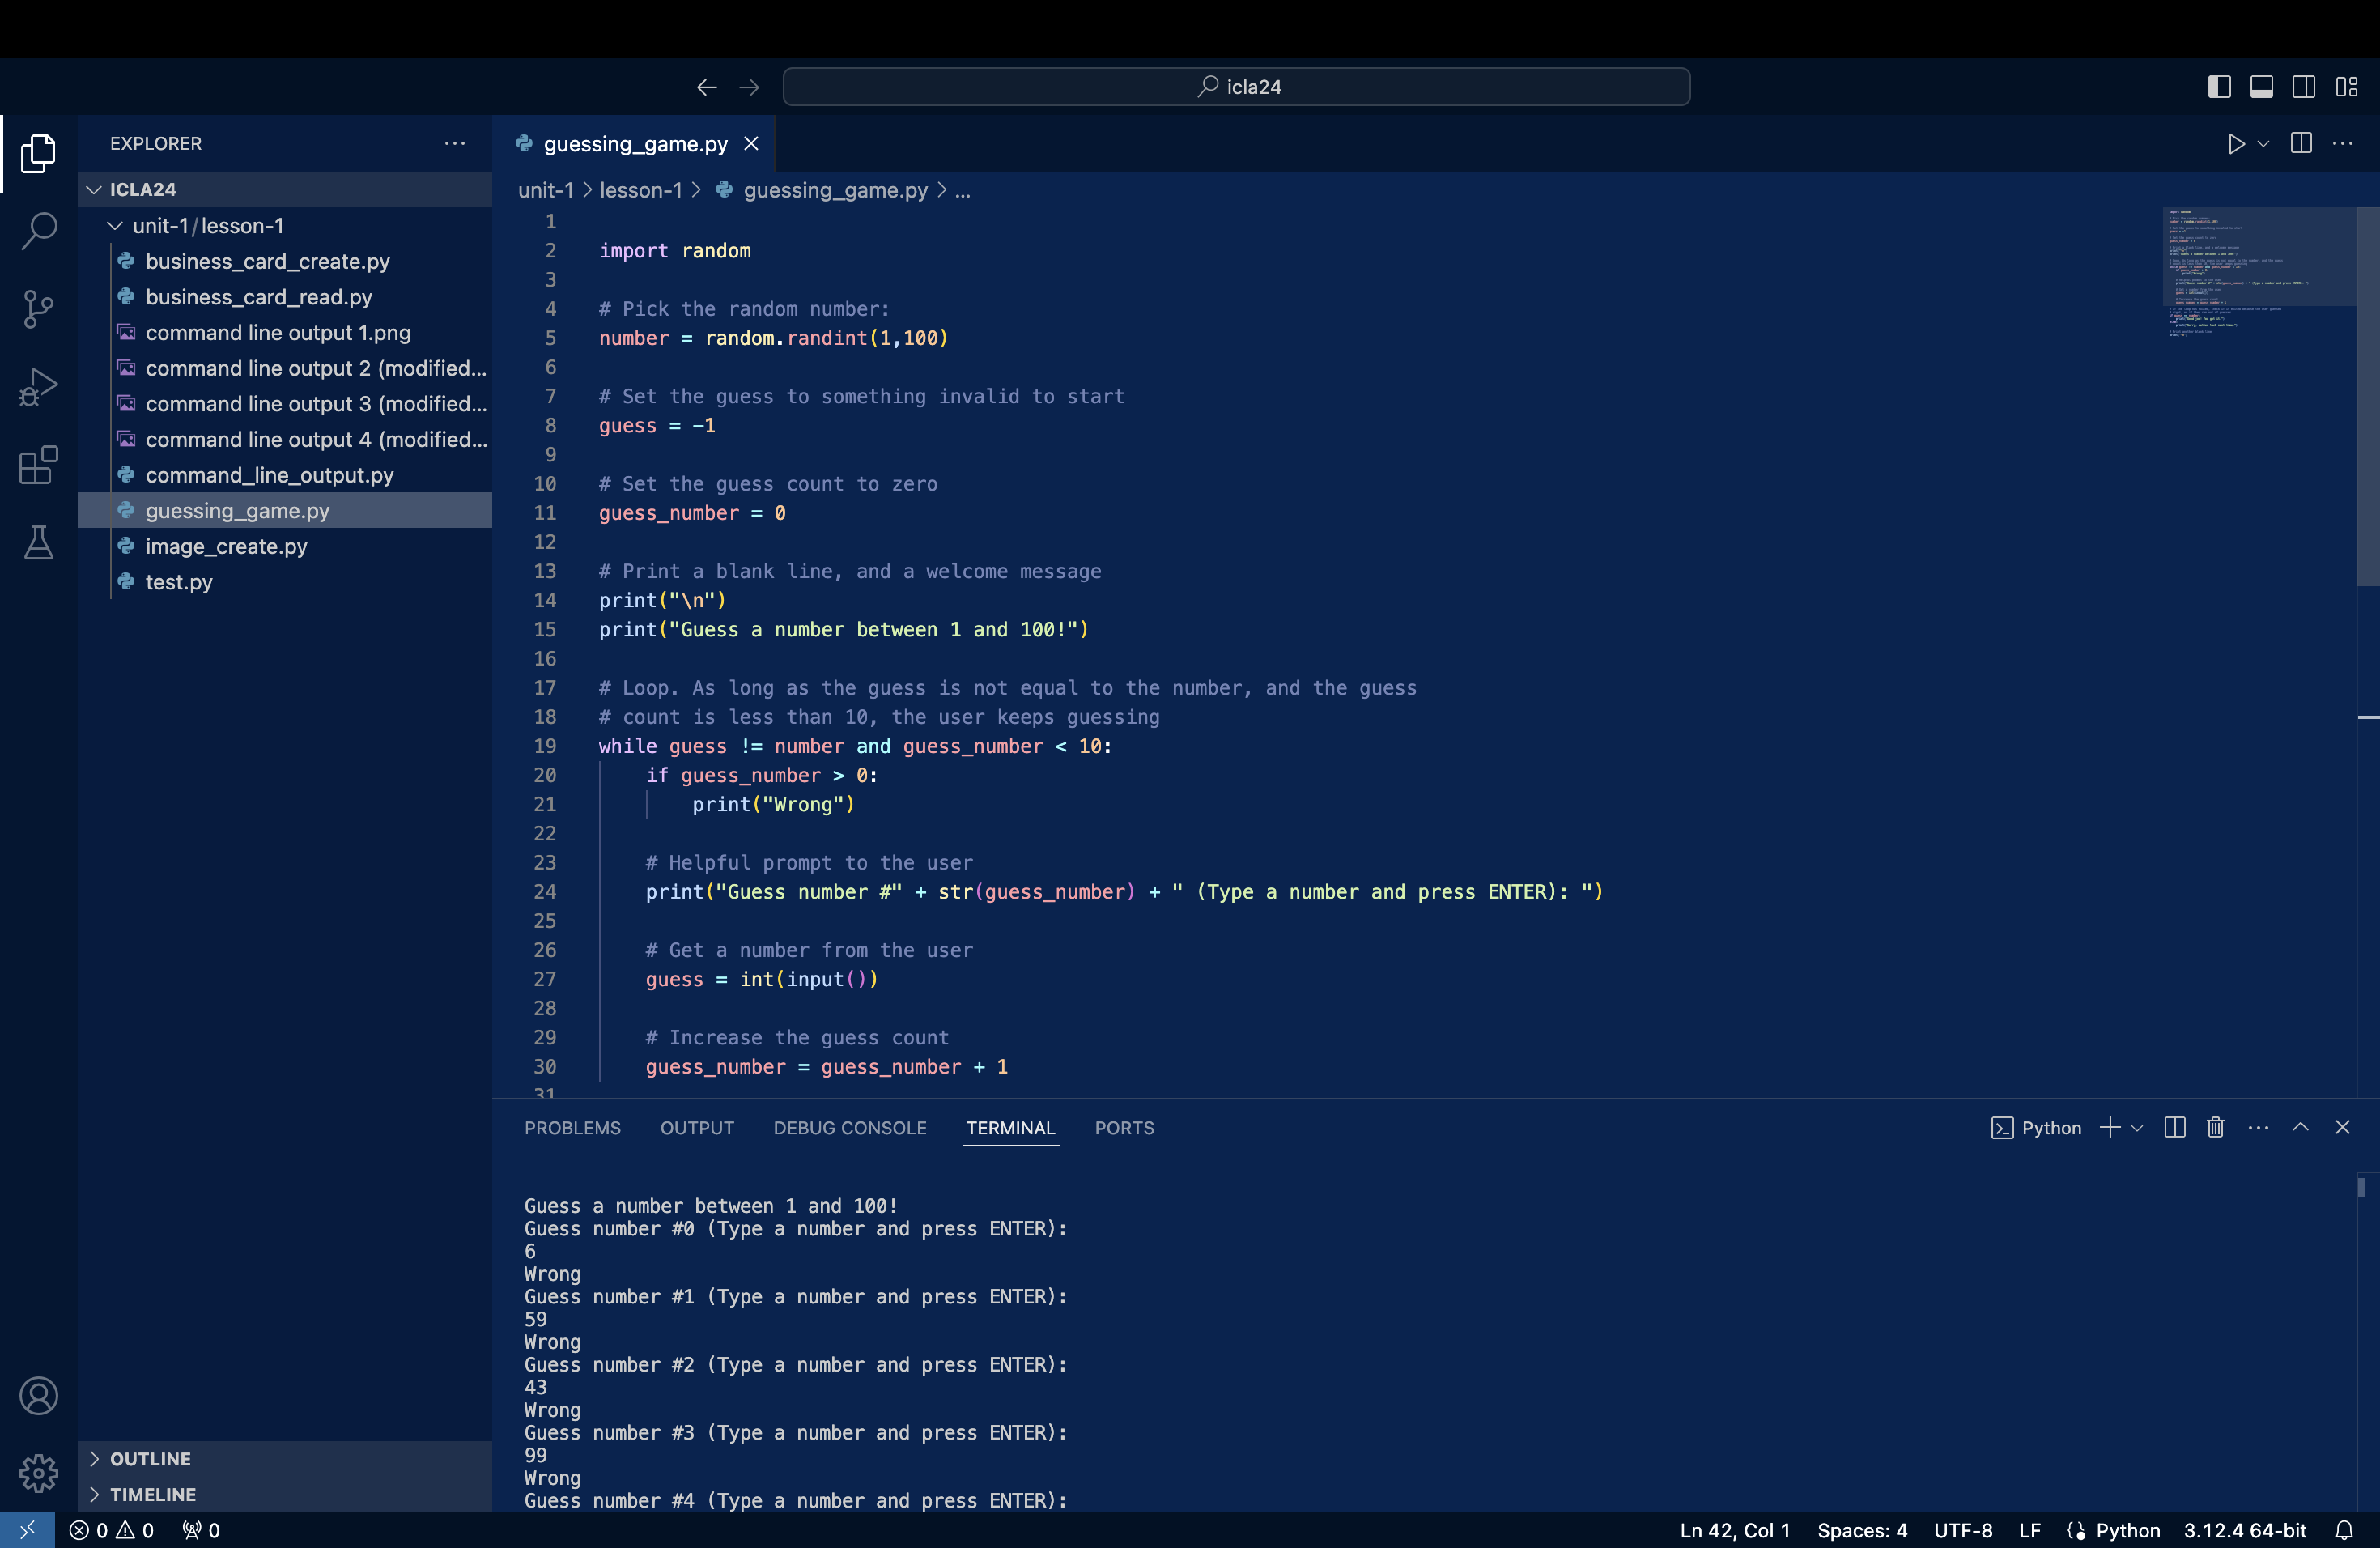 icla24
EXPLORER
ICLA24
unit-1/lesson-1
business_card_create.py
business_card_read.py
command line output 1.png
command line output 2 (modified...
command line output 3 (modified...
command line output 4 (modified...
command_line_output.py
guessing_game.py
image_create.py
test.py
OUTLINE
TIMELINE
guessing_game.py
unit-1 > lesson-1 > guessing_game.py > ...
1
2 import random
3
4 # Pick the random number:
5 number = random.randint(1,100)
6
7 # Set the guess to something invalid to start
8 guess = -1
9
10 # Set the guess count to zero
11 guess_number = 0
12
13 # Print a blank line, and a welcome message
14 print("\n")
15 print("Guess a number between 1 and 100!")
16
17 # Loop. As long as the guess is not equal to the number, and the guess
18 # count is less than 10, the user keeps guessing
19 while guess != number and guess_number < 10:
20 if guess_number > 0:
21 print("Wrong")
22
23 # Helpful prompt to the user
24 print("Guess number #" + str(guess_number) + " (Type a number and press ENTER): ")
25
26 # Get a number from the user
27 guess = int(input())
28
29 # Increase the guess count
30 guess_number = guess_number + 1
31
PROBLEMS OUTPUT DEBUG CONSOLE TERMINAL PORTS
Python
Guess a number between 1 and 100!
Guess number #0 (Type a number and press ENTER):
6
Wrong
Guess number #1 (Type a number and press ENTER):
59
Wrong
Guess number #2 (Type a number and press ENTER):
43
Wrong
Guess number #3 (Type a number and press ENTER):
99
Wrong
Guess number #4 (Type a number and press ENTER):
0 0 0
Ln 42, Col 1 Spaces: 4 UTF-8 LF Python 3.12.4 64-bit